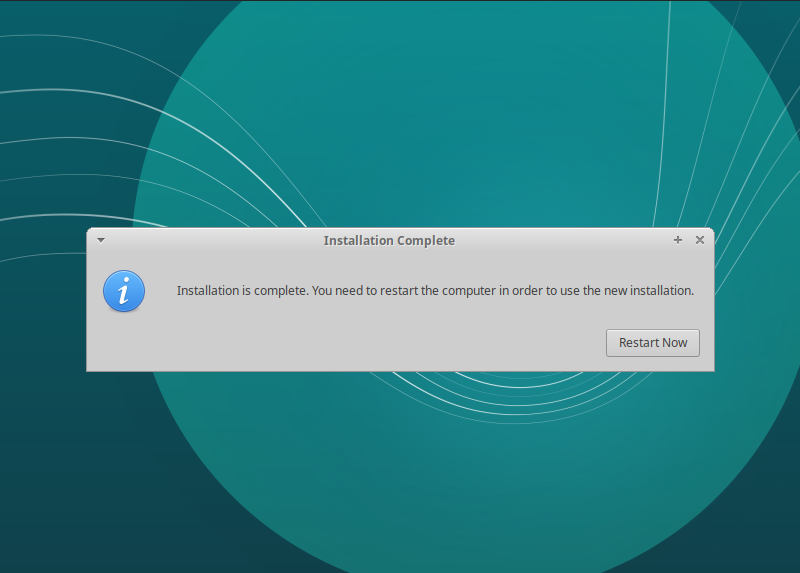 Installation Complete
Installation is complete. You need to restart the computer in order to use the new installation.
Restart Now